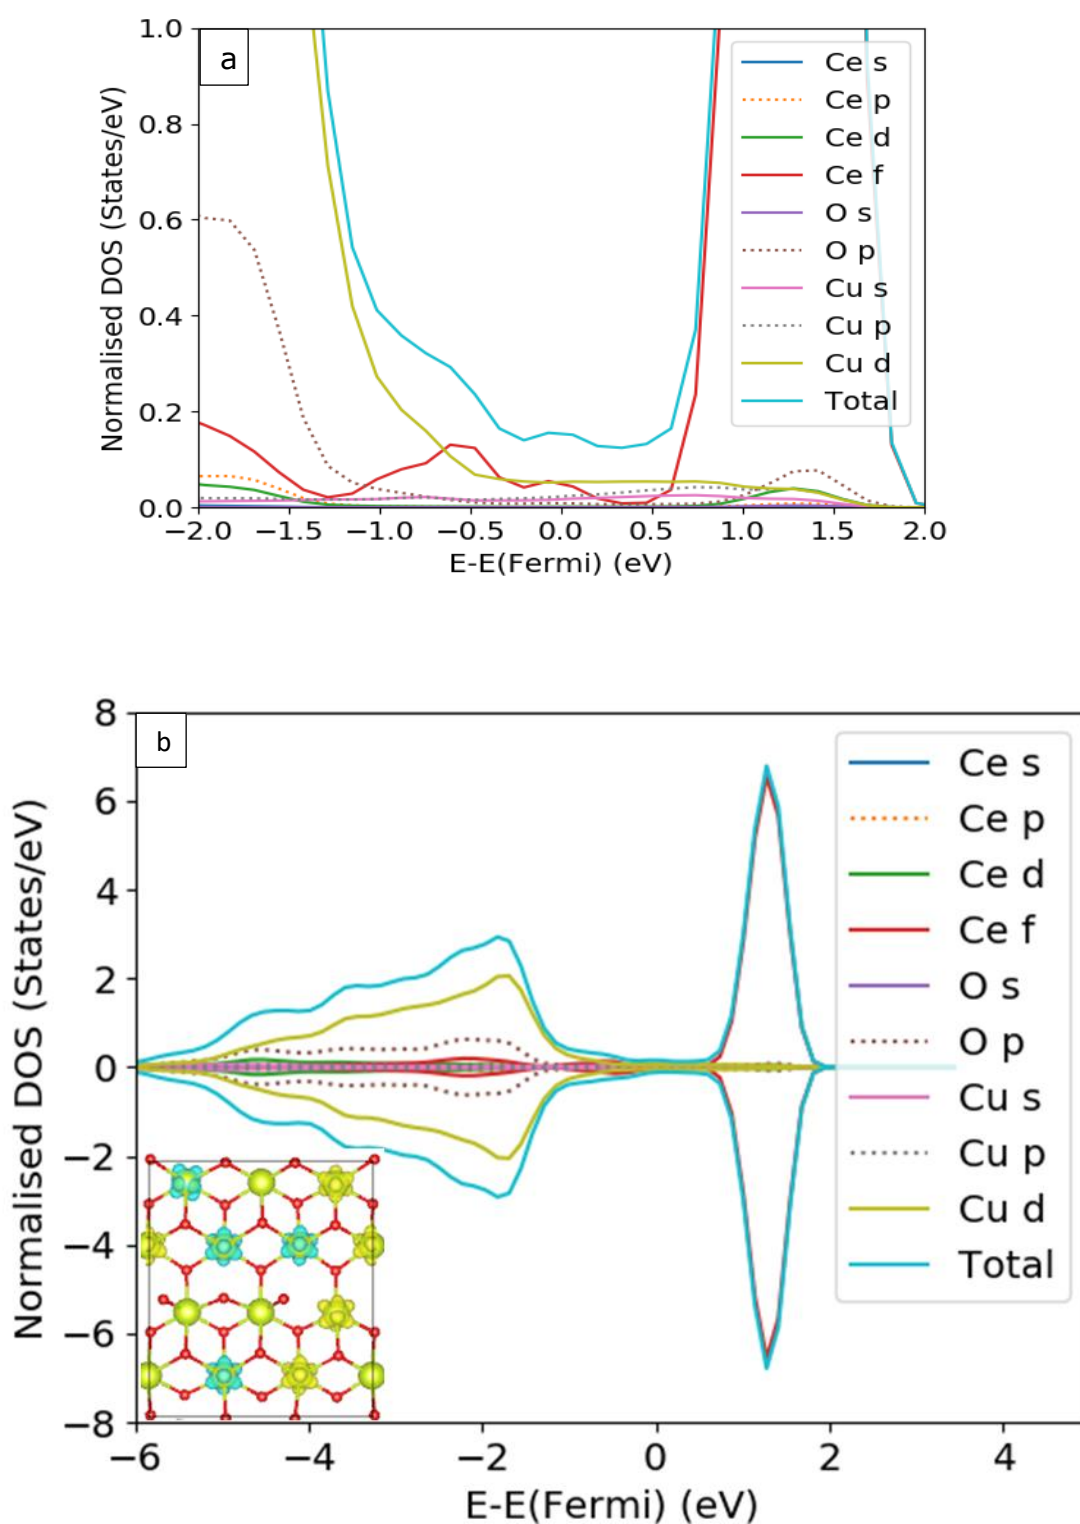 a
1.0
0.8
0.6
0.4
0.2
0.0
Normalised DOS (States/eV)
Ce s
Ce p
Ce d
Ce f
O s
O p
Cu s
Cu p
Cu d
Total
−2.0 −1.5 −1.0 −0.5 0.0 0.5 1.0 1.5 2.0
E-E(Fermi) (eV)
b
8
6
4
2
0
−2
−4
−6
−8
Normalised DOS (States/eV)
Ce s
Ce p
Ce d
Ce f
O s
O p
Cu s
Cu p
Cu d
Total
−6 −4 −2 0 2 4
E-E(Fermi) (eV)